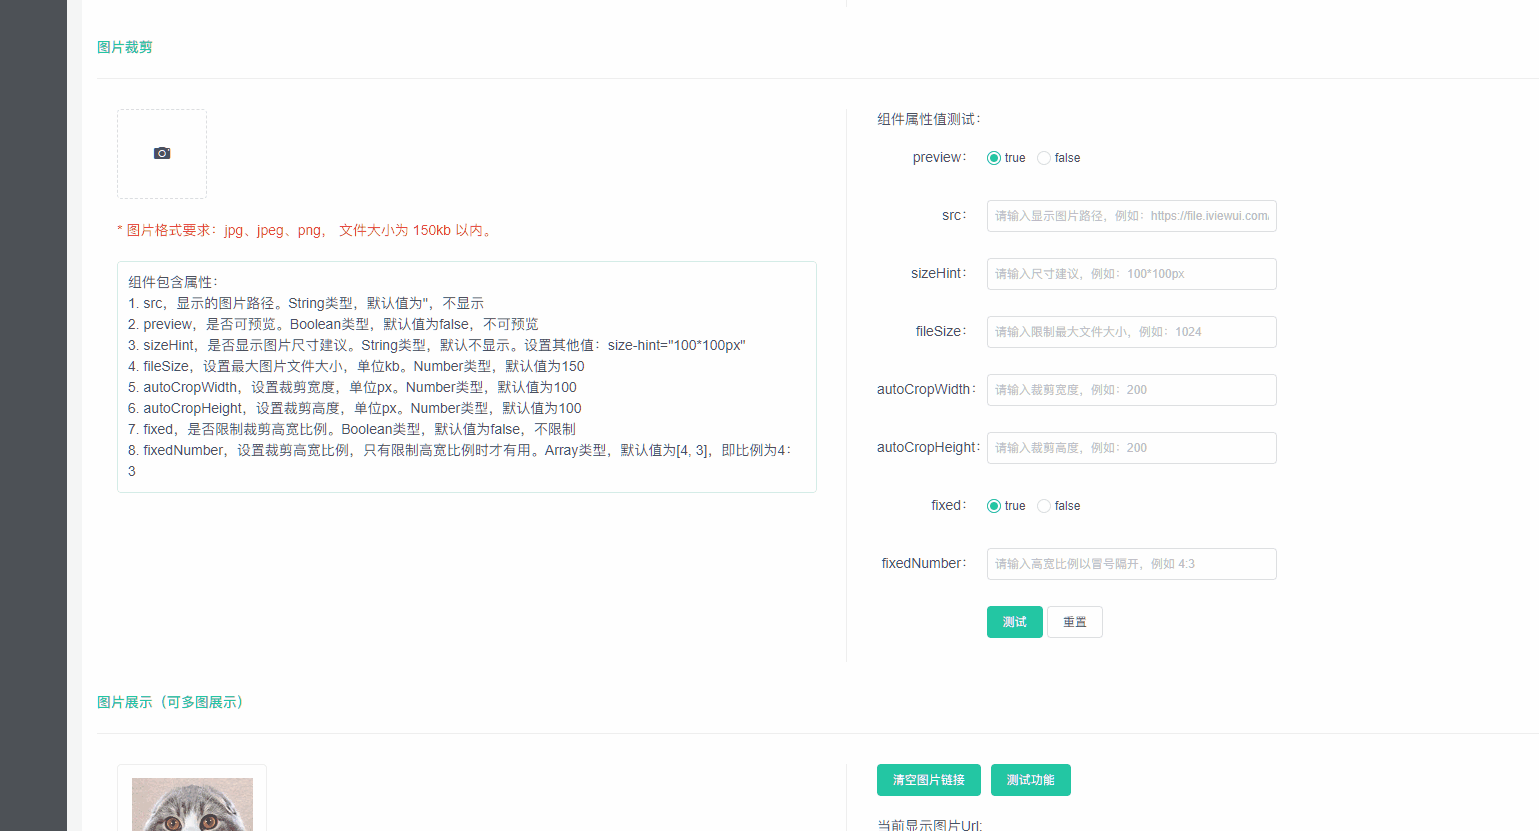 图片裁剪
* 图片格式要求：jpg、jpeg、png， 文件大小为 150kb 以内。
组件包含属性：
1. src，显示的图片路径。String类型，默认值为''，不显示
2. preview，是否可预览。Boolean类型，默认值为false，不可预览
3. sizeHint，是否显示图片尺寸建议。String类型，默认不显示。设置其他值：size-hint="100*100px"
4. fileSize，设置最大图片文件大小，单位kb。Number类型，默认值为150
5. autoCropWidth，设置裁剪宽度，单位px。Number类型，默认值为100
6. autoCropHeight，设置裁剪高度，单位px。Number类型，默认值为100
7. fixed，是否限制裁剪高宽比例。Boolean类型，默认值为false，不限制
8. fixedNumber，设置裁剪高宽比例，只有限制高宽比例时才有用。Array类型，默认值为[4, 3]，即比例为4：
3
组件属性值测试：
preview： true false
src： 请输入显示图片路径，例如：https://file.iviewui.com/
sizeHint： 请输入尺寸建议，例如：100*100px
fileSize： 请输入限制最大文件大小，例如：1024
autoCropWidth： 请输入裁剪宽度，例如：200
autoCropHeight： 请输入裁剪高度，例如：200
fixed： true false
fixedNumber： 请输入高宽比例以冒号隔开，例如 4:3
测试 重置
图片展示（可多图展示）
清空图片链接 测试功能
当前显示图片Url: